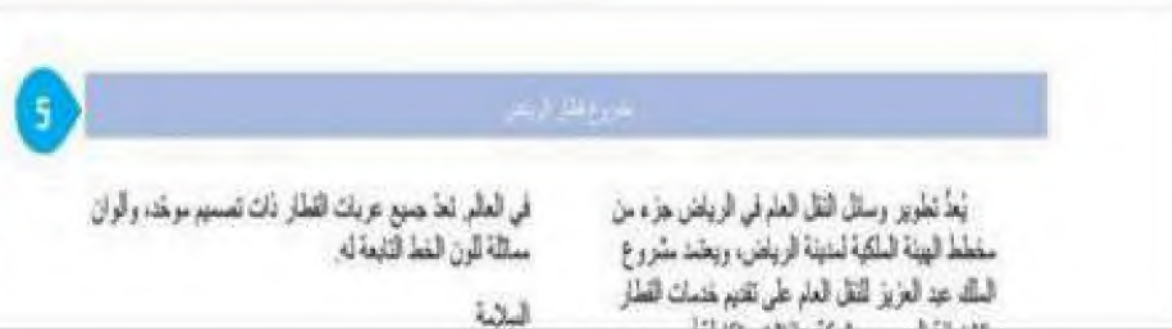 5
مشروع قطار الرياض
يُعدُّ تطوير وسائل النقل العام في الرياض جزء من
مخطط الهيئة الملكية لمدينة الرياض، ويعتمد مشروع
الملك عبد العزيز للنقل العام على تقديم خدمات القطار
في العالم. تعدّ جميع عربات القطار ذات تصميم موحّد، وألوان
مماثلة للون الخط التابعة له.
السلامة